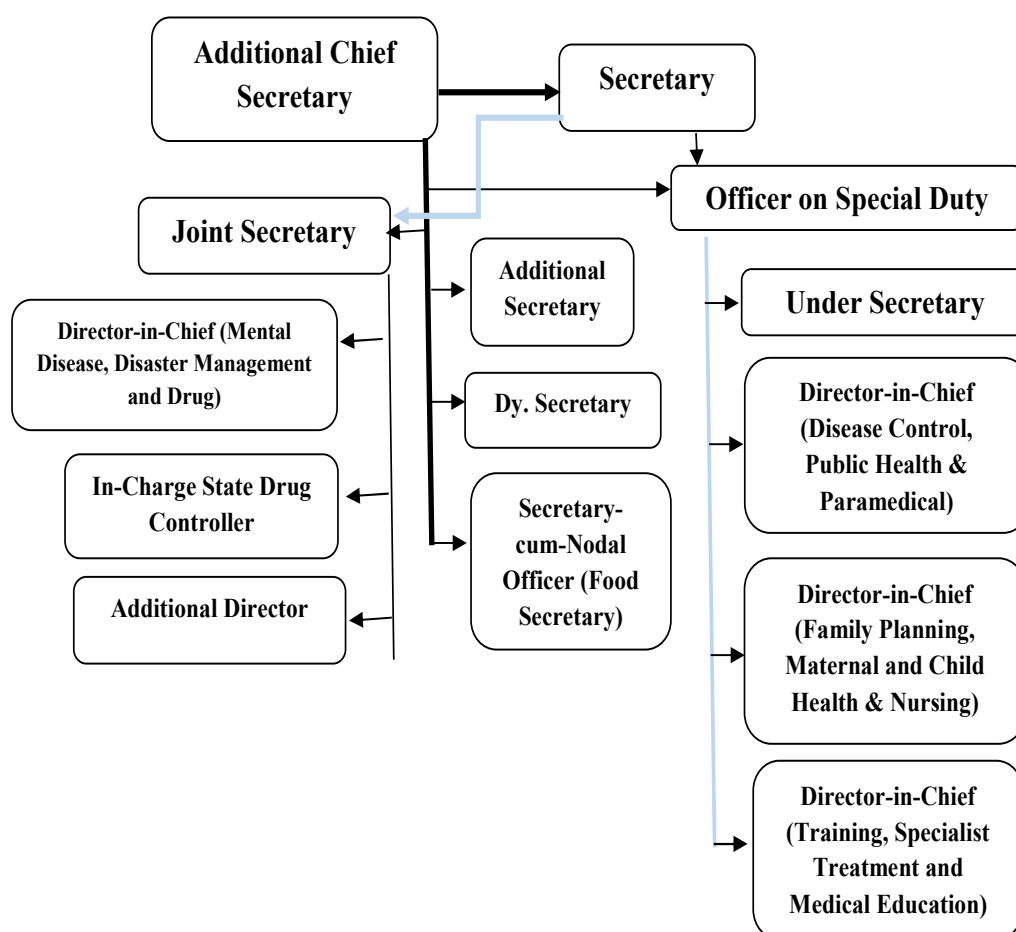 Additional Chief
Secretary
Secretary
Officer on Special Duty
Joint Secretary
Additional
Secretary
Under Secretary
Director-in-Chief (Mental
Disease, Disaster Management
and Drug)
Dy. Secretary
Director-in-Chief
(Disease Control,
Public Health &
Paramedical)
In-Charge State Drug
Controller
Secretary-
cum-Nodal
Officer (Food
Secretary)
Additional Director
Director-in-Chief
(Family Planning,
Maternal and Child
Health & Nursing)
Director-in-Chief
(Training, Specialist
Treatment and
Medical Education)